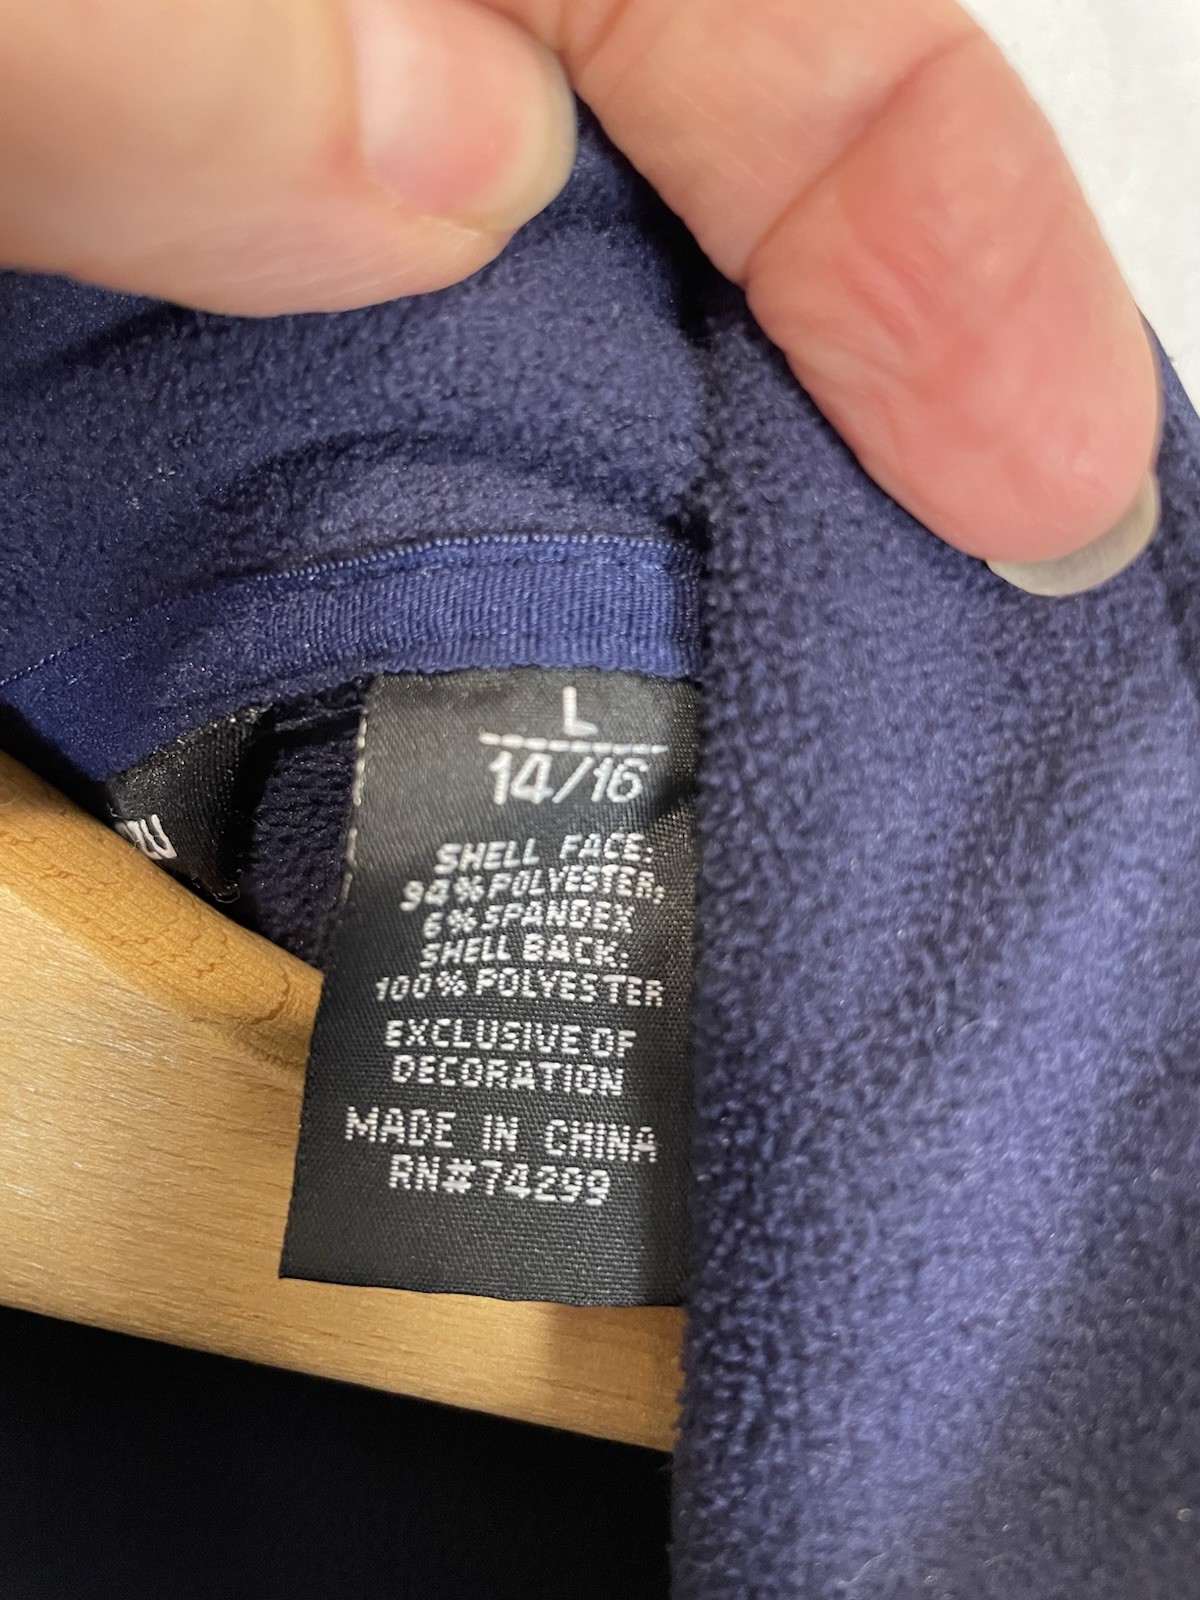 L
14/16
SHELL FACE:
94%POLYESTER,
6%SPANDEX
SHELL BACK:
100%POLYESTER
EXCLUSIVE OF
DECORATION
MADE IN CHINA
RN#74299